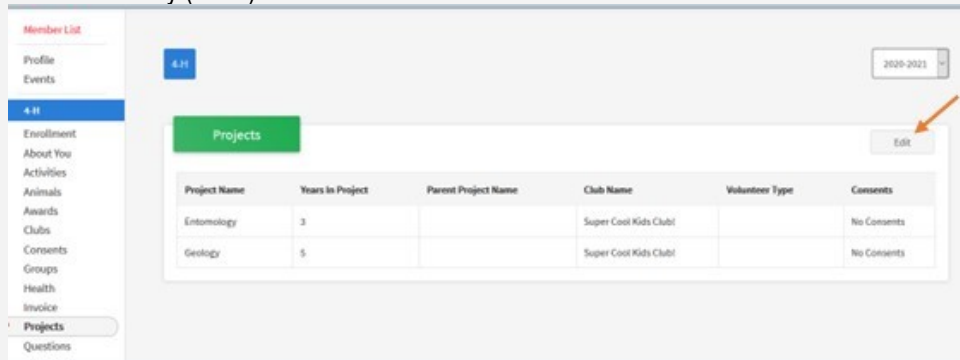 Member List
Profile
Events
4-H
Enrollment
About You
Activities
Animals
Awards
Clubs
Consents
Groups
Health
Invoice
Projects
Questions
4-H
2020-2021
Projects
Edit
Project Name Years In Project Parent Project Name Club Name Volunteer Type Consents
Entomology 3 Super Cool Kids Club! No Consents
Geology 5 Super Cool Kids Club! No Consents